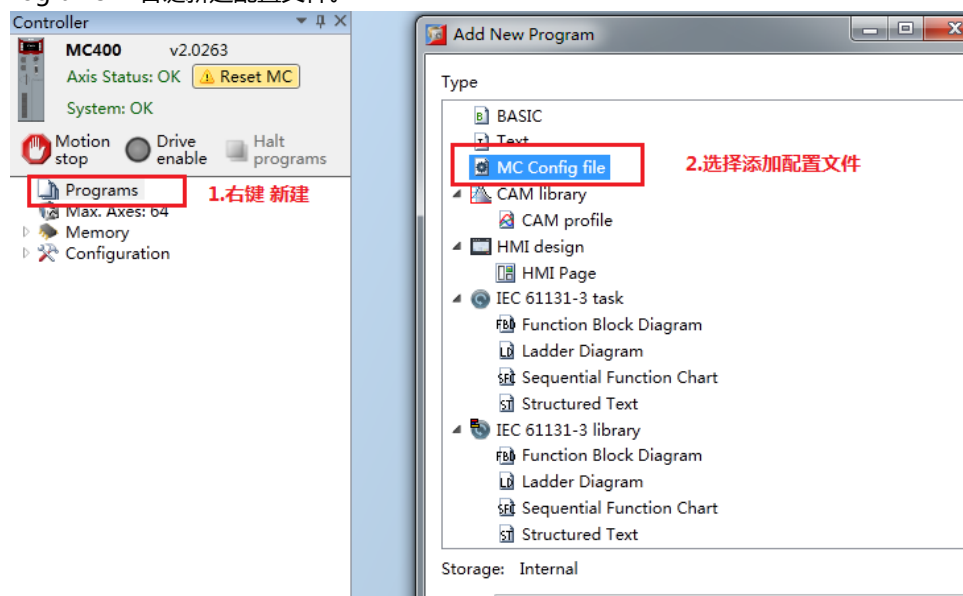 Controller
MC400 v2.0263
Axis Status: OK Reset MC
System: OK
Motion stop
Drive enable
Halt programs
Programs
1.右键 新建
Max. Axes: 64
Memory
Configuration
Add New Program
Type
BASIC
Text
MC Config file
2.选择添加配置文件
CAM library
CAM profile
HMI design
HMI Page
IEC 61131-3 task
Function Block Diagram
Ladder Diagram
Sequential Function Chart
Structured Text
IEC 61131-3 library
Function Block Diagram
Ladder Diagram
Sequential Function Chart
Structured Text
Storage: Internal